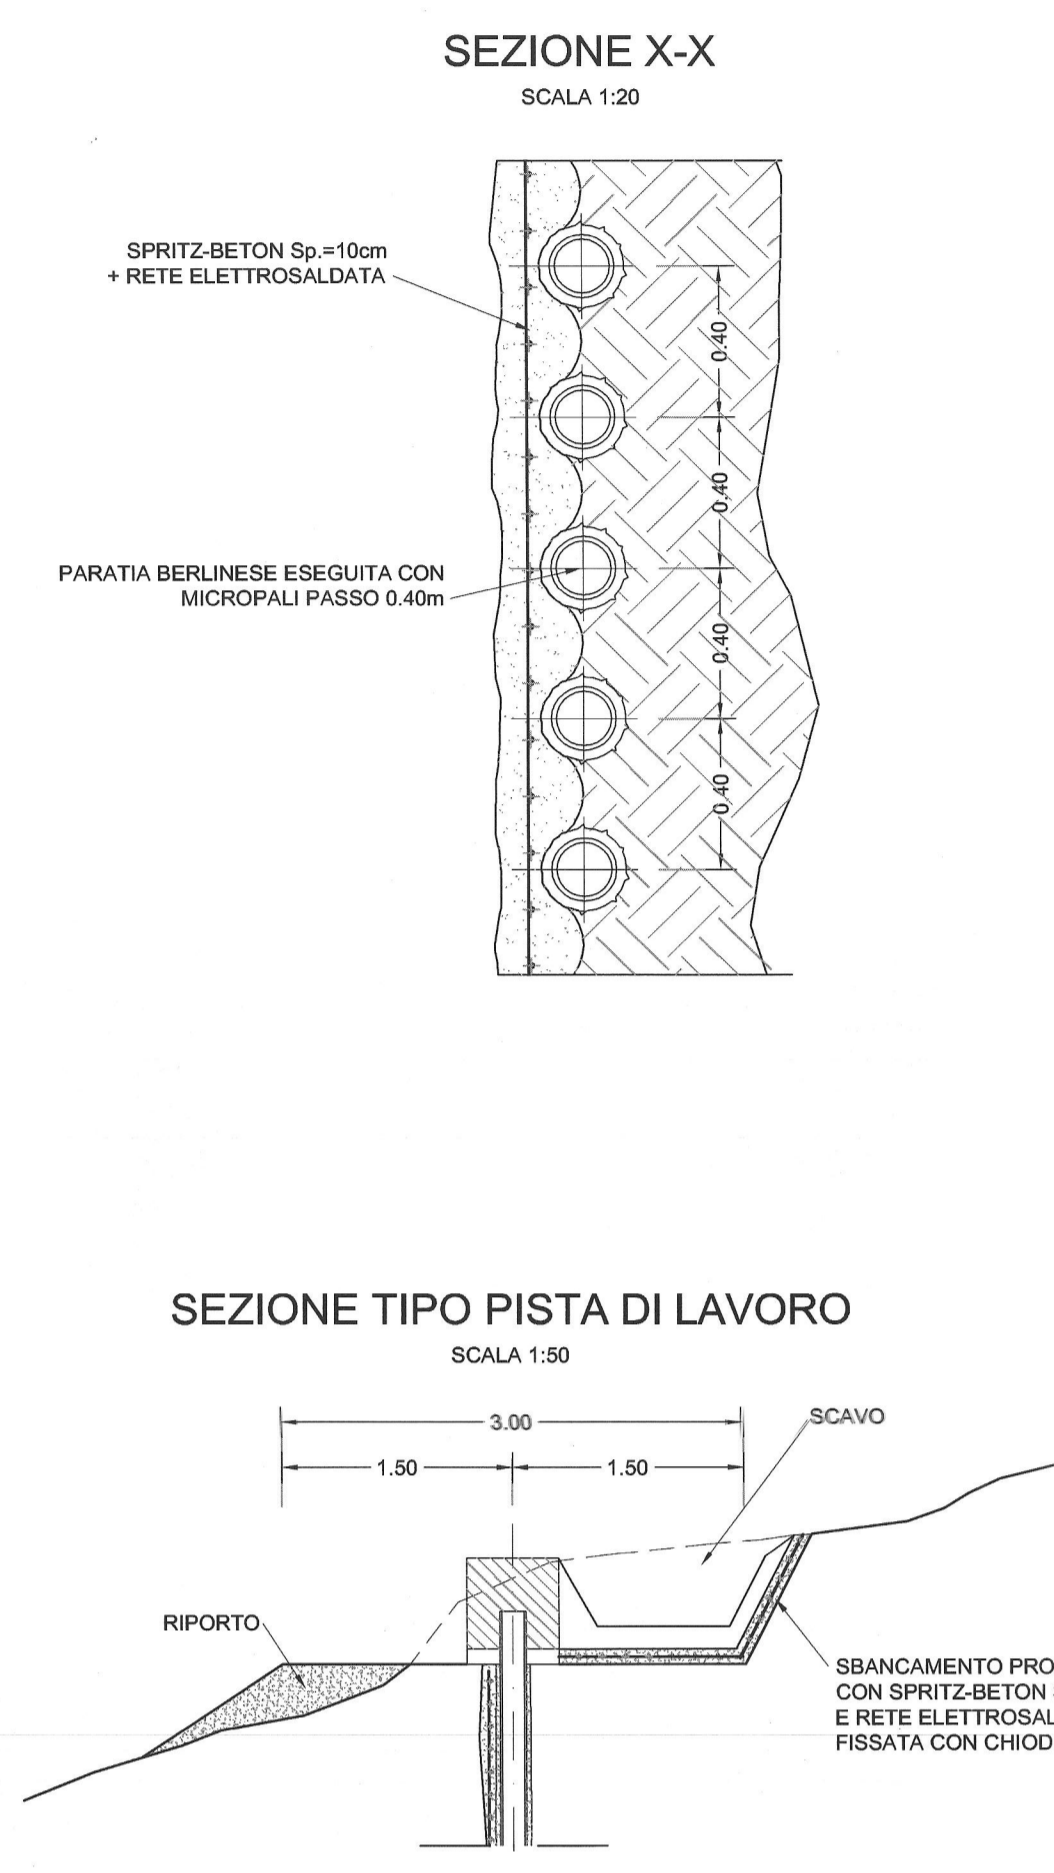 SEZIONE X-X
SCALA 1:20
SPRITZ-BETON Sp.=10cm
+ RETE ELETTROSALDATA
0.40
0.40
PARATIA BERLINESE ESEGUITA CON
MICROPALI PASSO 0.40m
0.40
0.40
SEZIONE TIPO PISTA DI LAVORO
SCALA 1:50
3.00
SCAVO
1.50
1.50
RIPORTO
SBANCAMENTO PRO
CON SPRITZ-BETON
E RETE ELETTROSAL
FISSATA CON CHIOD